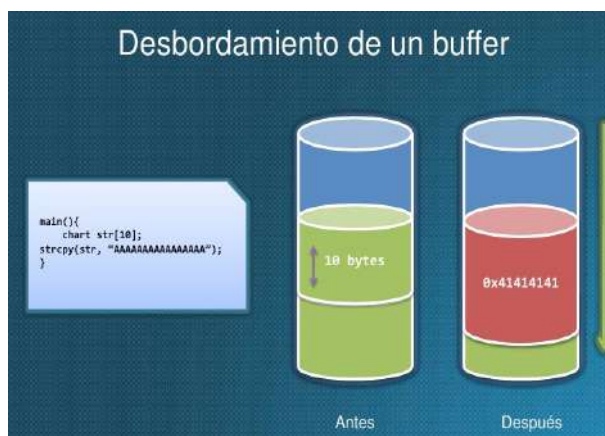 Desbordamiento de un buffer
main(){
chart str[10];
strcpy(str, "AAAAAAAAAAAAAAAA");
}
10 bytes
0x41414141
Antes
Después